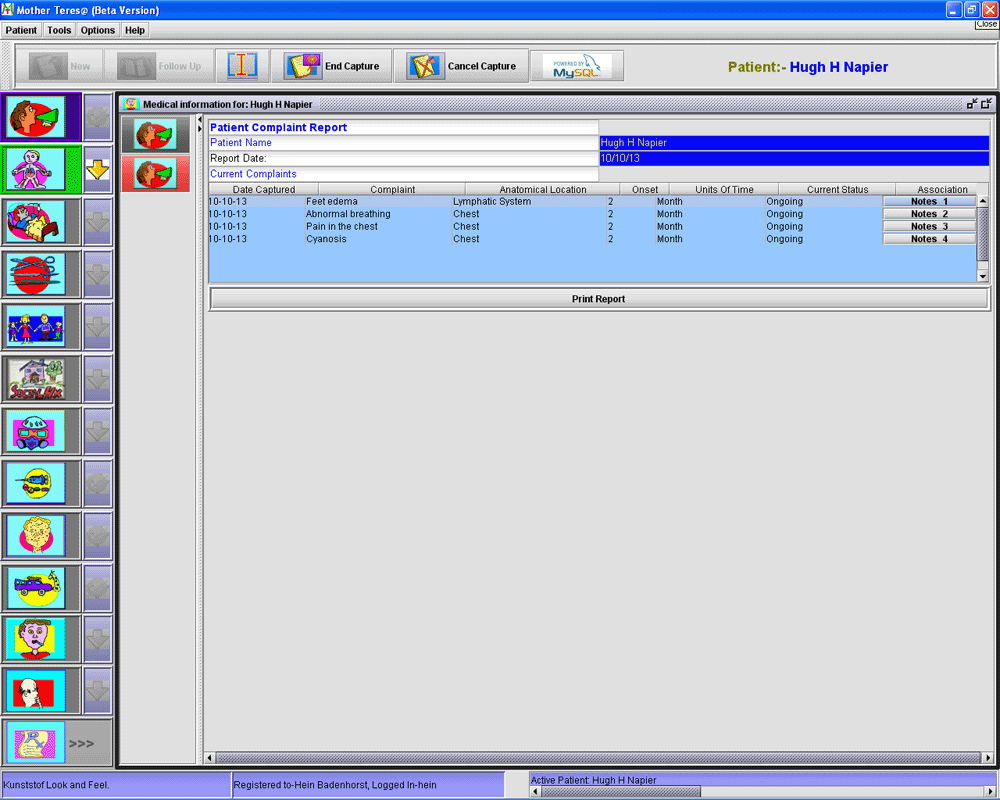 Mother Teres@ (Beta Version)
Close
Patient Tools Options Help
New Follow Up End Capture Cancel Capture POWERED BY MySQL Patient:- Hugh H Napier
Medical information for: Hugh H Napier
Patient Complaint Report
Patient Name Hugh H Napier
Report Date: 10/10/13
Current Complaints
Date Captured Complaint Anatomical Location Onset Units Of Time Current Status Association
10-10-13 Feet edema Lymphatic System 2 Month Ongoing Notes 1
10-10-13 Abnormal breathing Chest 2 Month Ongoing Notes 2
10-10-13 Pain in the chest Chest 2 Month Ongoing Notes 3
10-10-13 Cyanosis Chest 2 Month Ongoing Notes 4
Print Report
>>>
Kunststof Look and Feel. Registered to-Hein Badenhorst, Logged In-hein Active Patient: Hugh H Napier